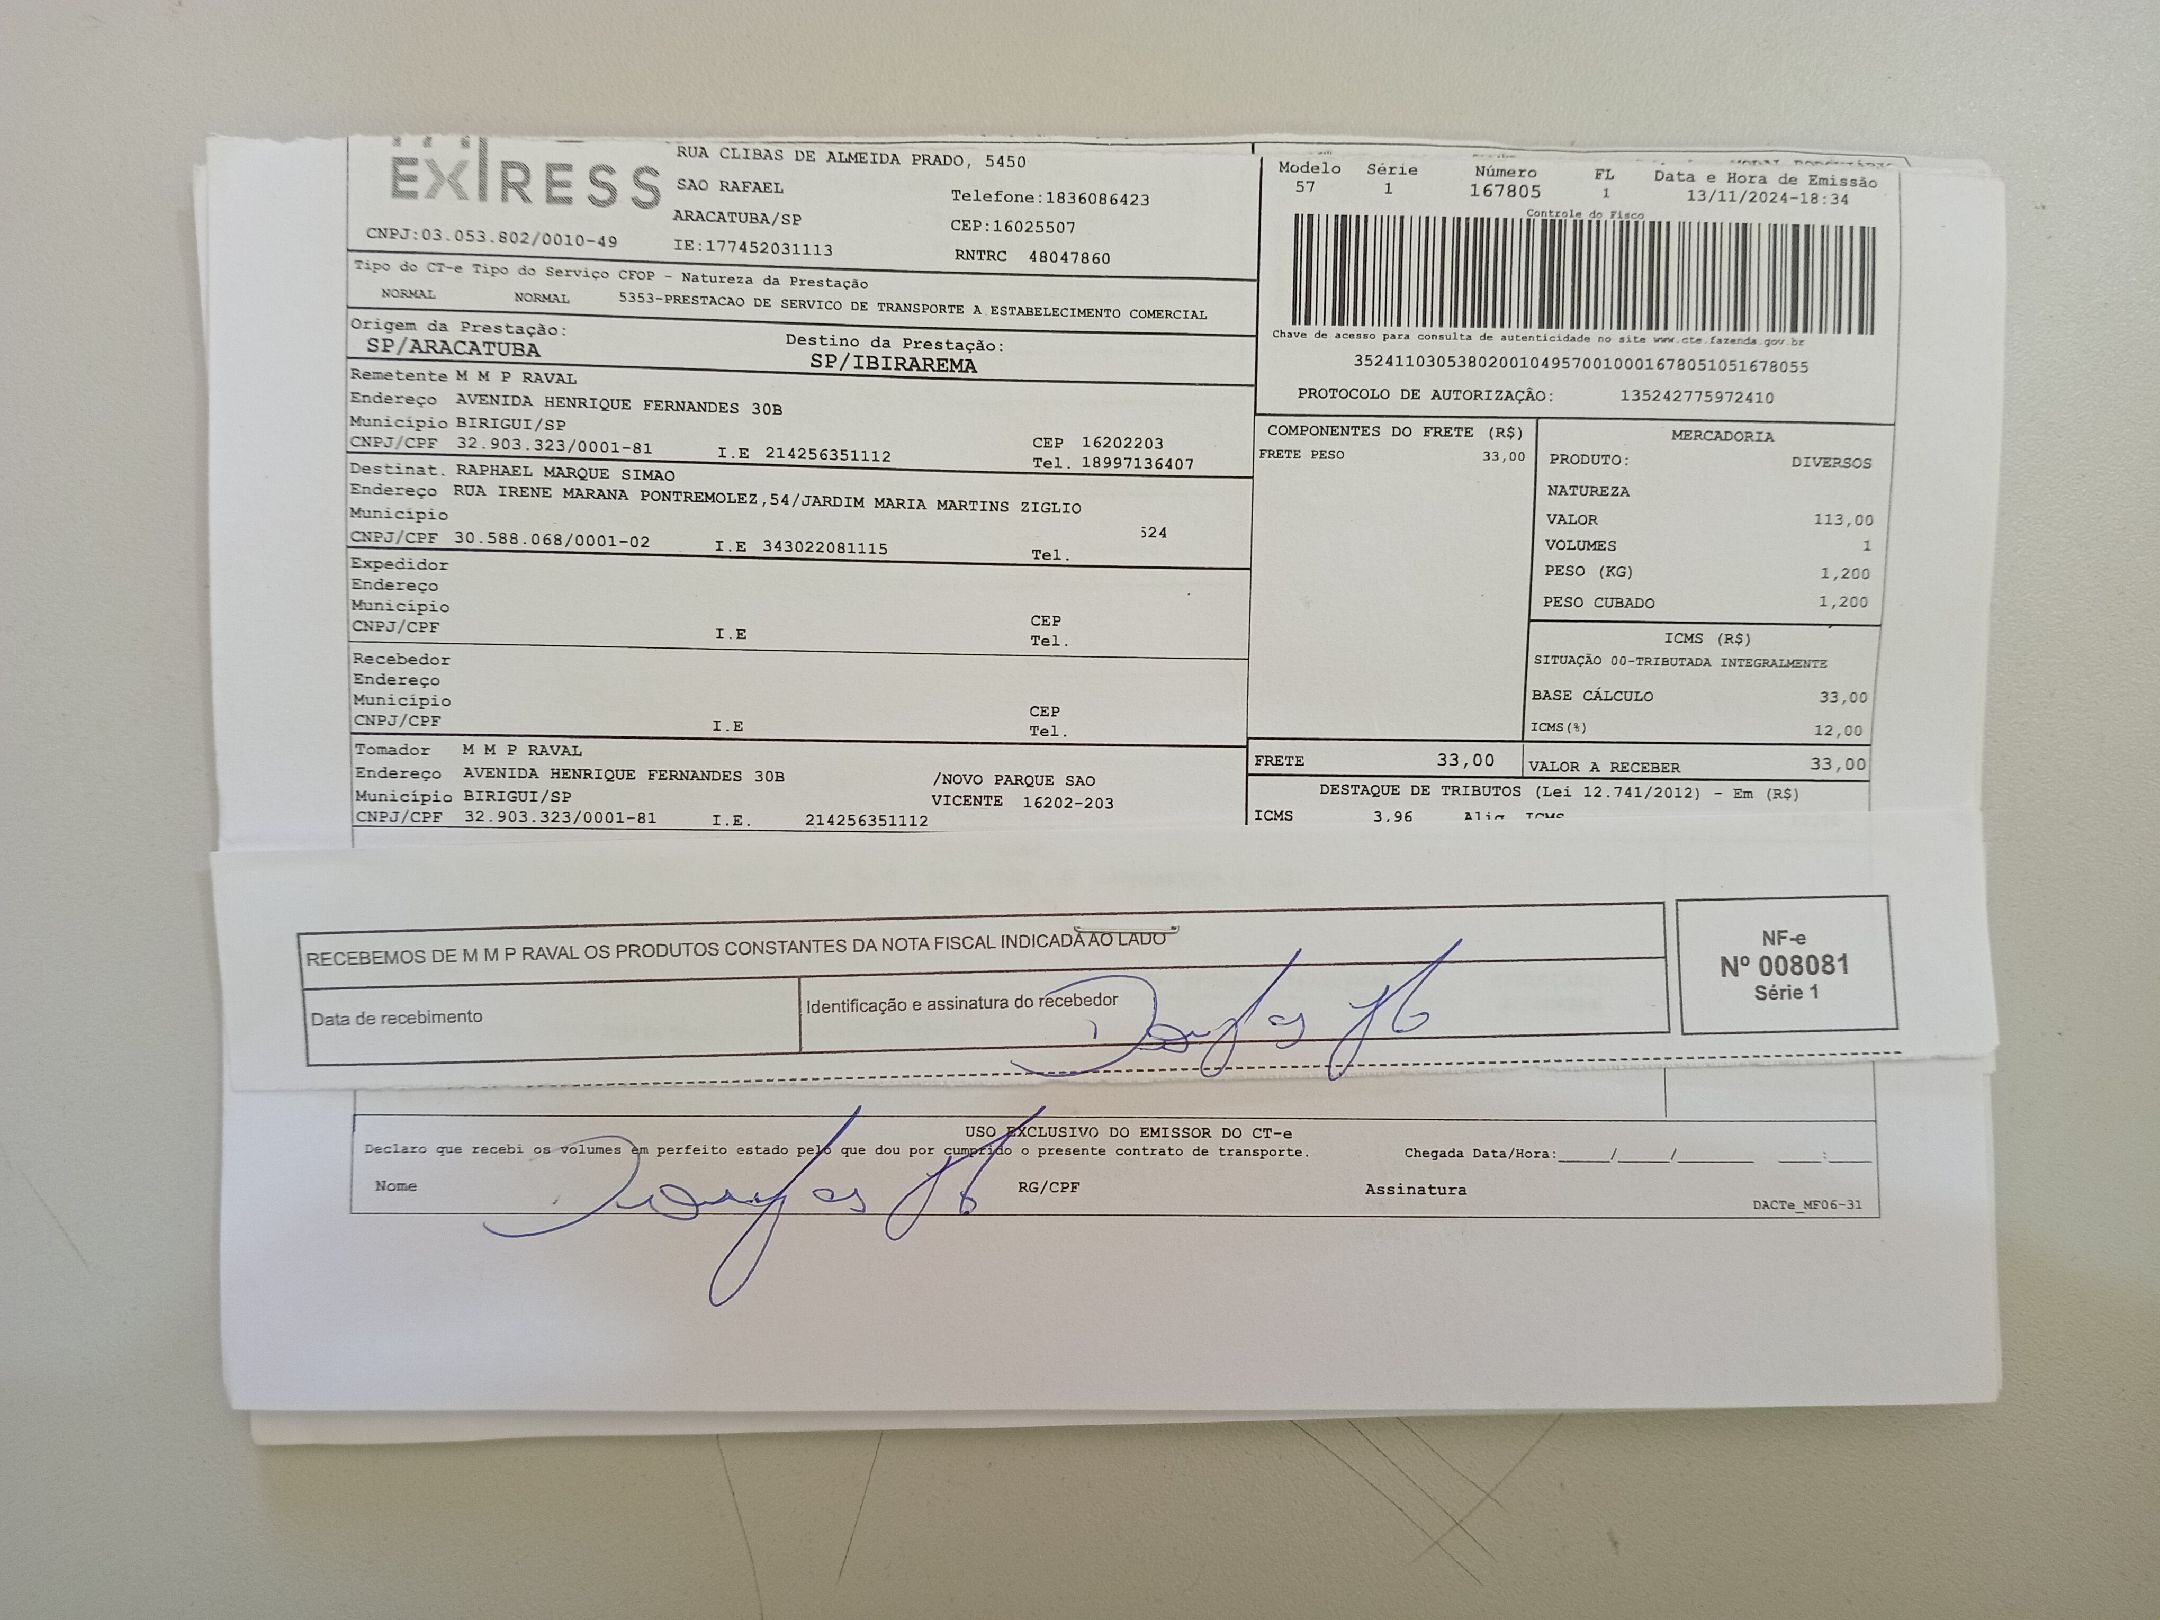 EXPRESS
RUA CLIBAS DE ALMEIDA PRADO, 5450
SAO RAFAEL
Telefone:1836086423
ARACATUBA/SP
CEP:16025507
CNPJ:03.053.802/0010-49
IE:177452031113
RNTRC 48047860
Modelo Série Número FL Data e Hora de Emissão
57 1 167805 1 13/11/2024-18:34
Controle do Fisco
Chave de acesso para consulta de autenticidade no site www.cte.fazenda.gov.br
35241103053802001049570010001678051051678055
PROTOCOLO DE AUTORIZAÇÃO: 135242775972410
Tipo do CT-e Tipo do Serviço CFOP - Natureza da Prestação
NORMAL NORMAL 5353-PRESTACAO DE SERVICO DE TRANSPORTE A ESTABELECIMENTO COMERCIAL
Origem da Prestação: Destino da Prestação:
SP/ARACATUBA SP/IBIRAREMA
Remetente M M P RAVAL
Endereço AVENIDA HENRIQUE FERNANDES 30B
Município BIRIGUI/SP CEP 16202203
CNPJ/CPF 32.903.323/0001-81 I.E 214256351112 Tel. 18997136407
Destinat. RAPHAEL MARQUE SIMAO
Endereço RUA IRENE MARANA PONTREMOLEZ,54/JARDIM MARIA MARTINS ZIGLIO
Município 524
CNPJ/CPF 30.588.068/0001-02 I.E 343022081115 Tel.
Expedidor
Endereço
Município CEP
CNPJ/CPF I.E Tel.
Recebedor
Endereço
Município CEP
CNPJ/CPF I.E Tel.
Tomador M M P RAVAL
Endereço AVENIDA HENRIQUE FERNANDES 30B /NOVO PARQUE SAO
Município BIRIGUI/SP VICENTE 16202-203
CNPJ/CPF 32.903.323/0001-81 I.E. 214256351112
COMPONENTES DO FRETE (R$)
FRETE PESO 33,00
MERCADORIA
PRODUTO: DIVERSOS
NATUREZA
VALOR 113,00
VOLUMES 1
PESO (KG) 1,200
PESO CUBADO 1,200
ICMS (R$)
SITUAÇÃO 00-TRIBUTADA INTEGRALMENTE
BASE CÁLCULO 33,00
ICMS(%) 12,00
FRETE 33,00 VALOR A RECEBER 33,00
DESTAQUE DE TRIBUTOS (Lei 12.741/2012) - Em (R$)
ICMS 3,96 Aliq ICMS
RECEBEMOS DE M M P RAVAL OS PRODUTOS CONSTANTES DA NOTA FISCAL INDICADA AO LADO
Data de recebimento
Identificação e assinatura do recebedor
Douglas
NF-e
Nº 008081
Série 1
USO EXCLUSIVO DO EMISSOR DO CT-e
Declaro que recebi os volumes em perfeito estado pelo que dou por cumprido o presente contrato de transporte. Chegada Data/Hora:____/____/______ ___:___
Nome Douglas RG/CPF Assinatura
DACTe_MF06-31